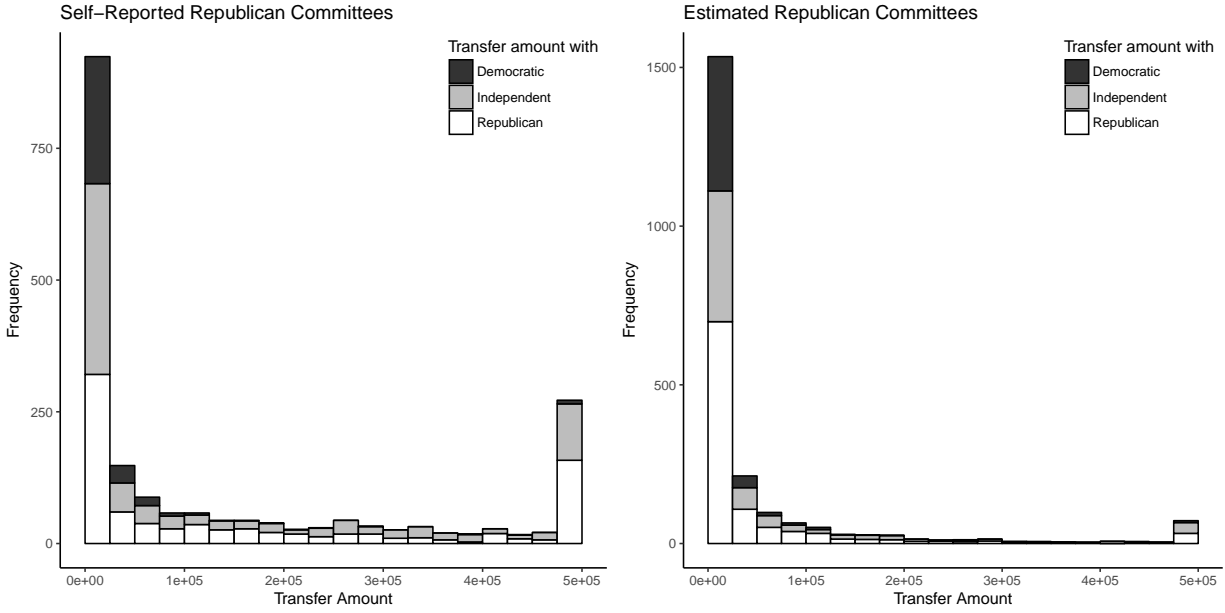 Self−Reported Republican Committees
Transfer amount with
Democratic
Independent
Republican
750
500
250
0
Frequency
0e+00
1e+05
2e+05
3e+05
4e+05
5e+05
Transfer Amount
Estimated Republican Committees
Transfer amount with
Democratic
Independent
Republican
1500
1000
500
0
Frequency
0e+00
1e+05
2e+05
3e+05
4e+05
5e+05
Transfer Amount